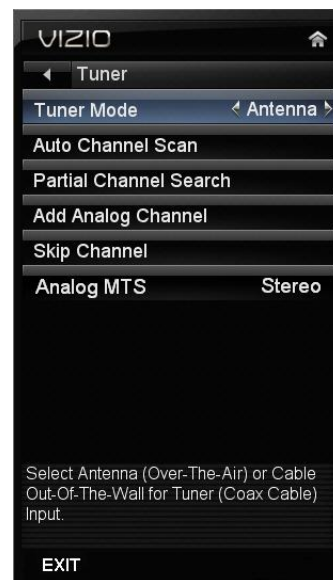 VIZIO
Tuner
Tuner Mode Antenna
Auto Channel Scan
Partial Channel Search
Add Analog Channel
Skip Channel
Analog MTS Stereo
Select Antenna (Over-The-Air) or Cable
Out-Of-The-Wall for Tuner (Coax Cable)
Input.
EXIT